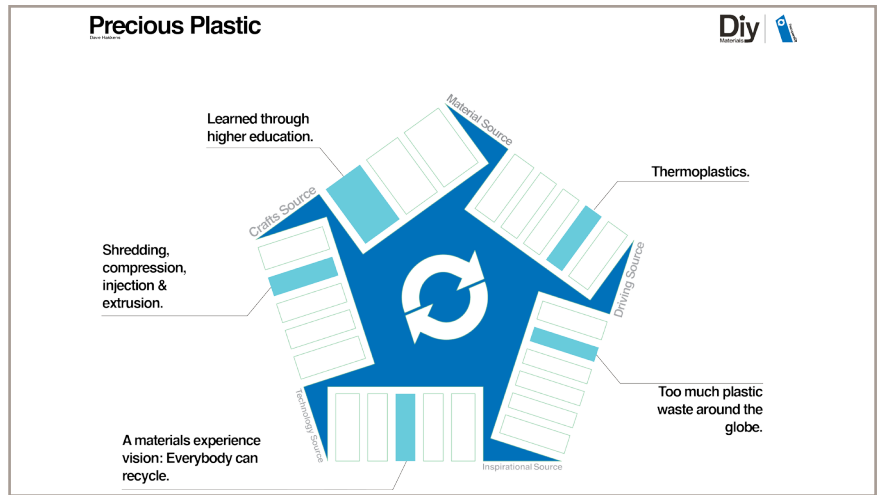 Precious Plastic
Dave Hakkens
Diy
Materials
Material Source
Learned through
higher education.
Thermoplastics.
Crafts Source
Driving Source
Shredding,
compression,
injection &
extrusion.
Too much plastic
waste around the
globe.
Technology Source
A materials experience
vision: Everybody can
recycle.
Inspirational Source